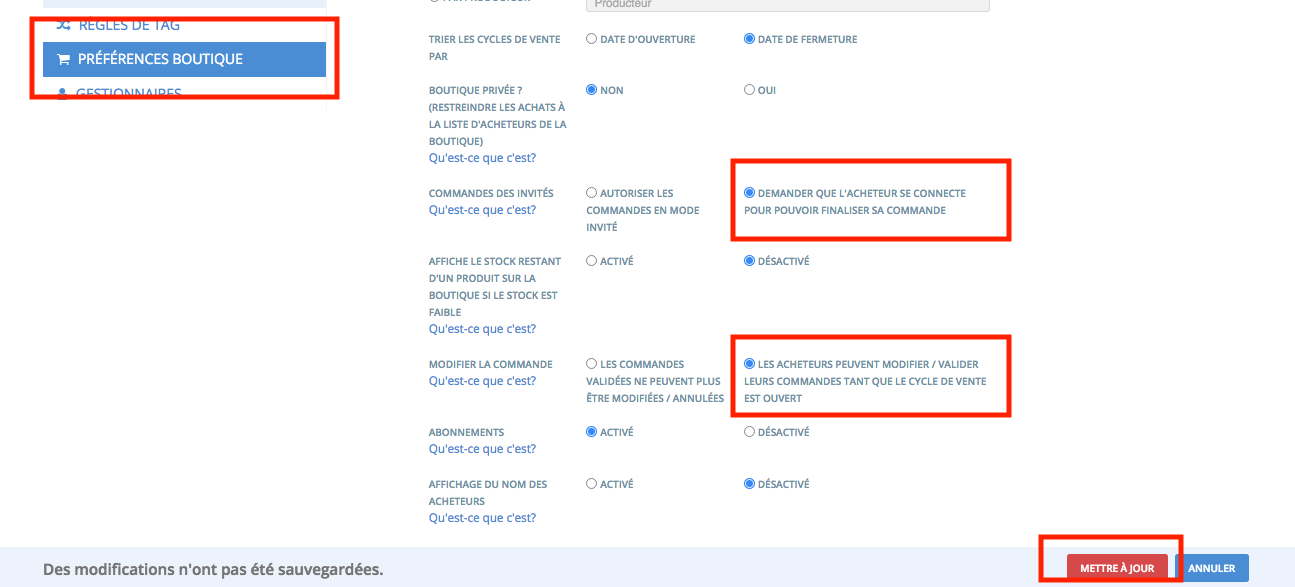 PAR PRODUCTEUR
Producteur
RÈGLES DE TAG
PRÉFÉRENCES BOUTIQUE
GESTIONNAIRES
TRIER LES CYCLES DE VENTE
PAR
DATE D'OUVERTURE
DATE DE FERMETURE
BOUTIQUE PRIVÉE ?
(RESTREINDRE LES ACHATS À
LA LISTE D'ACHETEURS DE LA
BOUTIQUE)
Qu'est-ce que c'est?
NON
OUI
COMMANDES DES INVITÉS
Qu'est-ce que c'est?
AUTORISER LES
COMMANDES EN MODE
INVITÉ
DEMANDER QUE L'ACHETEUR SE CONNECTE
POUR POUVOIR FINALISER SA COMMANDE
AFFICHE LE STOCK RESTANT
D'UN PRODUIT SUR LA
BOUTIQUE SI LE STOCK EST
FAIBLE
Qu'est-ce que c'est?
ACTIVÉ
DÉSACTIVÉ
MODIFIER LA COMMANDE
Qu'est-ce que c'est?
LES COMMANDES
VALIDÉES NE PEUVENT PLUS
ÊTRE MODIFIÉES / ANNULÉES
LES ACHETEURS PEUVENT MODIFIER / VALIDER
LEURS COMMANDES TANT QUE LE CYCLE DE VENTE
EST OUVERT
ABONNEMENTS
Qu'est-ce que c'est?
ACTIVÉ
DÉSACTIVÉ
AFFICHAGE DU NOM DES
ACHETEURS
Qu'est-ce que c'est?
ACTIVÉ
DÉSACTIVÉ
Des modifications n'ont pas été sauvegardées.
METTRE À JOUR
ANNULER